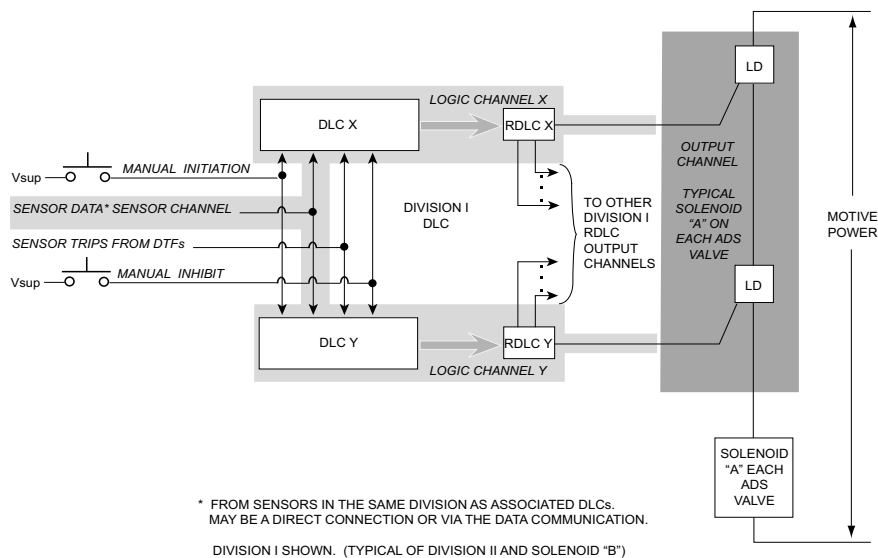 LOGIC CHANNEL X
DLC X
RDLC X
LD
Vsup
MANUAL INITIATION
SENSOR DATA* SENSOR CHANNEL
SENSOR TRIPS FROM DTFs
Vsup
MANUAL INHIBIT
DIVISION I
DLC
TO OTHER
DIVISION I
RDLC
OUTPUT
CHANNELS
OUTPUT
CHANNEL
TYPICAL
SOLENOID
“A” ON
EACH ADS
VALVE
MOTIVE
POWER
LD
DLC Y
RDLC Y
LOGIC CHANNEL Y
SOLENOID
“A” EACH
ADS
VALVE
* FROM SENSORS IN THE SAME DIVISION AS ASSOCIATED DLCs.
MAY BE A DIRECT CONNECTION OR VIA THE DATA COMMUNICATION.
DIVISION I SHOWN. (TYPICAL OF DIVISION II AND SOLENOID “B”)